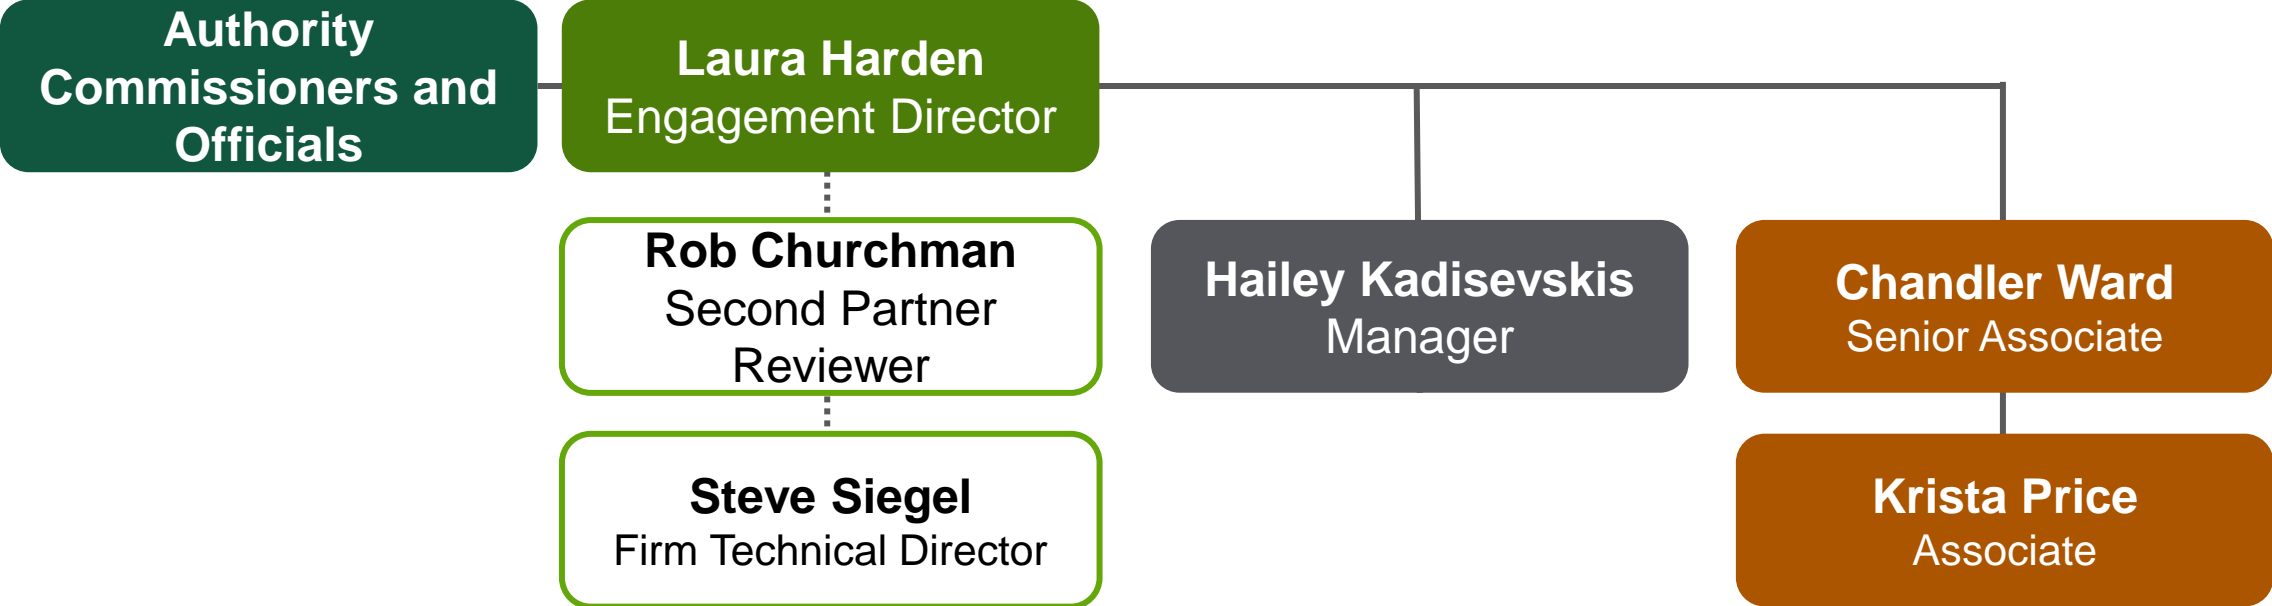 Authority
Commissioners and
Officials
Laura Harden
Engagement Director
Rob Churchman
Second Partner
Reviewer
Hailey Kadisevskis
Manager
Chandler Ward
Senior Associate
Steve Siegel
Firm Technical Director
Krista Price
Associate